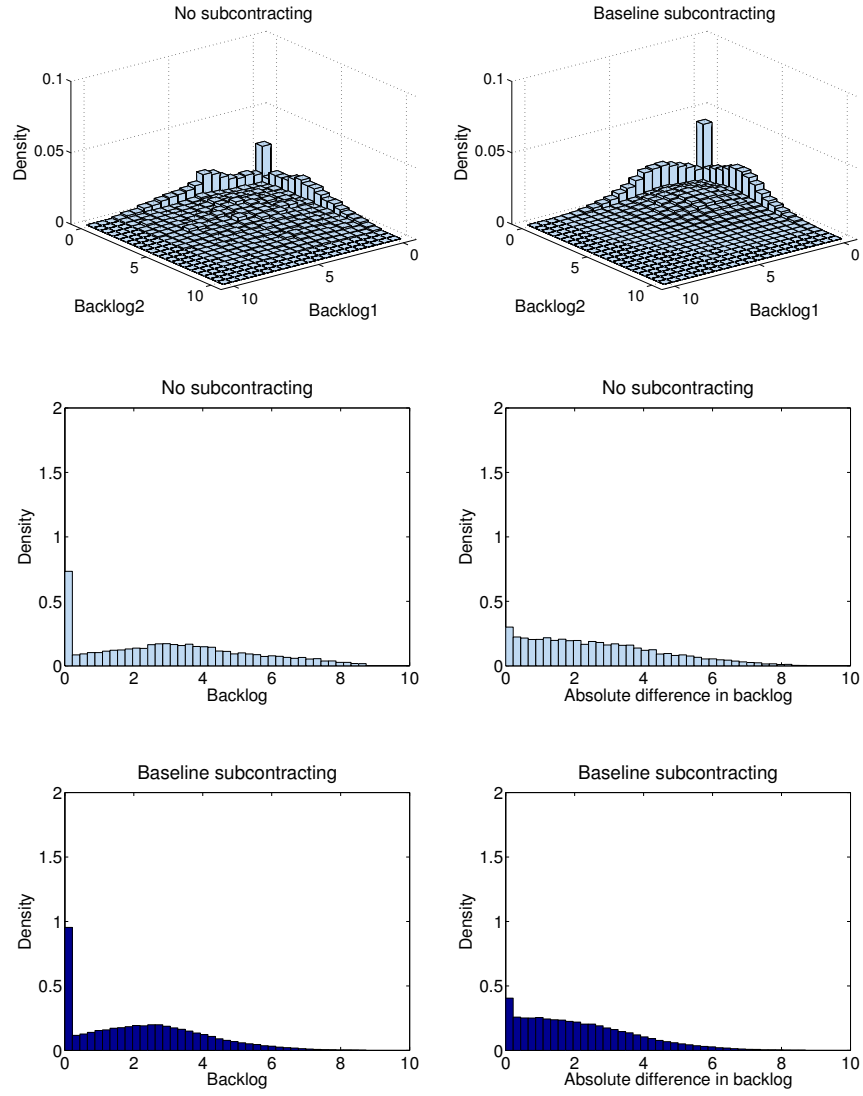 No subcontracting
0.1
0.05
0
Density
0
5
10
Backlog2
10
5
0
Backlog1
Baseline subcontracting
0.1
0.05
0
Density
0
5
10
Backlog2
10
5
0
Backlog1
No subcontracting
2
1.5
1
0.5
0
Density
0 2 4 6 8 10
Backlog
No subcontracting
2
1.5
1
0.5
0
Density
0 2 4 6 8 10
Absolute difference in backlog
Baseline subcontracting
2
1.5
1
0.5
0
Density
0 2 4 6 8 10
Backlog
Baseline subcontracting
2
1.5
1
0.5
0
Density
0 2 4 6 8 10
Absolute difference in backlog